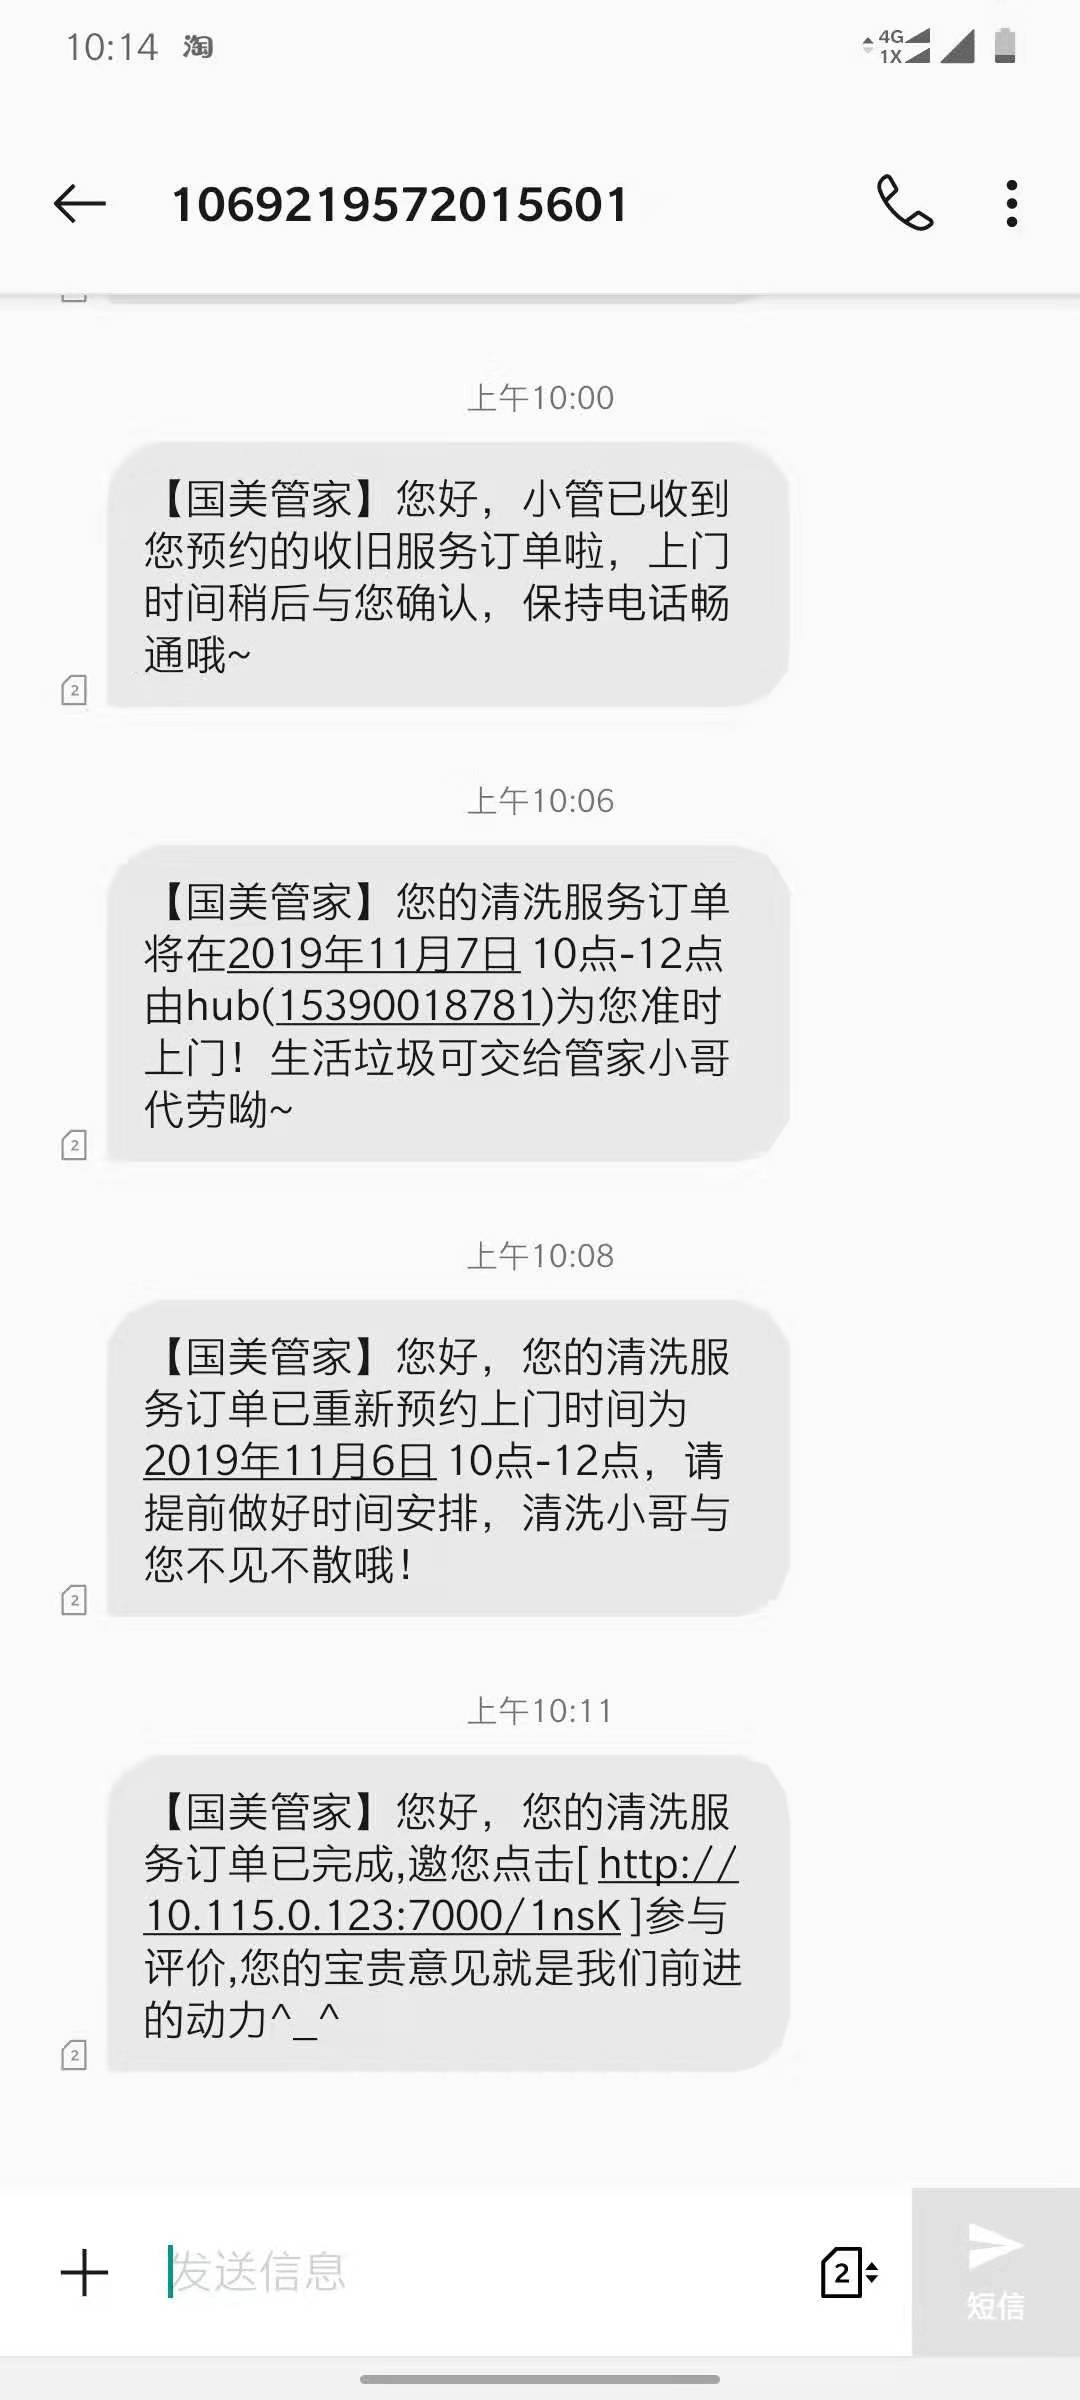 10:14 淘
4G
1X
1069219572015601
上午10:00
【国美管家】您好，小管已收到
您预约的收旧服务订单啦，上门
时间稍后与您确认，保持电话畅
通哦~
2
上午10:06
【国美管家】您的清洗服务订单
将在2019年11月7日 10点-12点
由hub(15390018781)为您准时
上门！生活垃圾可交给管家小哥
代劳呦~
2
上午10:08
【国美管家】您好，您的清洗服
务订单已重新预约上门时间为
2019年11月6日 10点-12点，请
提前做好时间安排，清洗小哥与
您不见不散哦！
2
上午10:11
【国美管家】您好，您的清洗服
务订单已完成,邀您点击[ http://
10.115.0.123:7000/1nsK ]参与
评价,您的宝贵意见就是我们前进
的动力^_^
2
发送信息
2
短信